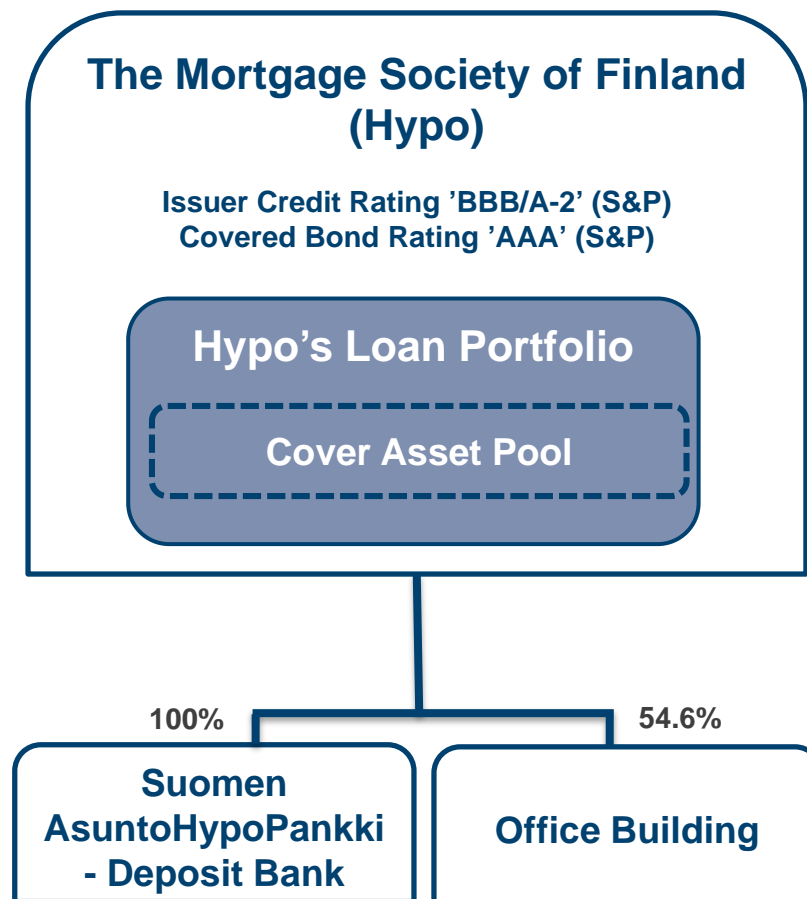 The Mortgage Society of Finland
(Hypo)
Issuer Credit Rating ’BBB/A-2’ (S&P)
Covered Bond Rating ’AAA’ (S&P)
Hypo’s Loan Portfolio
Cover Asset Pool
100%
54.6%
Suomen
AsuntoHypoPankki
- Deposit Bank
Office Building